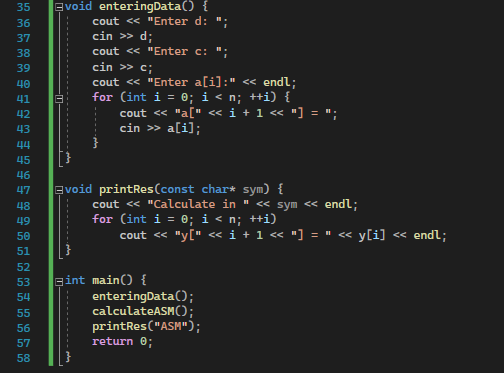 35 void enteringData() {
36 cout << "Enter d: ";
37 cin >> d;
38 cout << "Enter c: ";
39 cin >> c;
40 cout << "Enter a[i]:" << endl;
41 for (int i = 0; i < n; ++i) {
42 cout << "a[" << i + 1 << "] = ";
43 cin >> a[i];
44 }
45 }
46
47 void printRes(const char* sym) {
48 cout << "Calculate in " << sym << endl;
49 for (int i = 0; i < n; ++i)
50 cout << "y[" << i + 1 << "] = " << y[i] << endl;
51 }
52
53 int main() {
54 enteringData();
55 calculateASM();
56 printRes("ASM");
57 return 0;
58 }